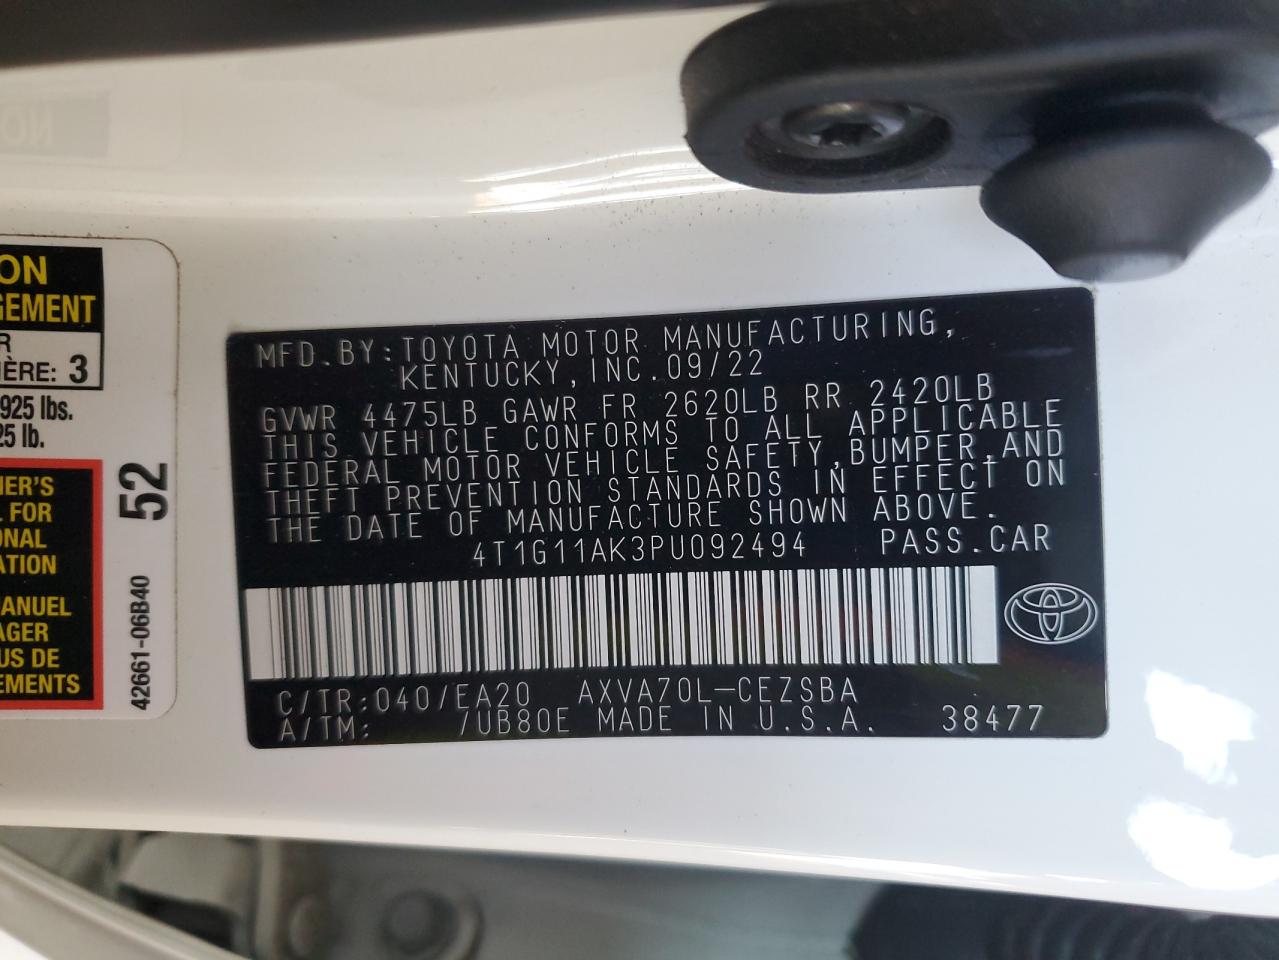 ON
GEMENT
R
IÈRE: 3
925 lbs.
25 lb.
NER'S
L FOR
ONAL
ATION
MANUEL
AGER
US DE
EMENTS
52
42661-06B40
MFD.BY:TOYOTA MOTOR MANUFACTURING,
KENTUCKY,INC.09/22
GVWR 4475LB GAWR FR 2620LB RR 2420LB
THIS VEHICLE CONFORMS TO ALL APPLICABLE
FEDERAL MOTOR VEHICLE SAFETY,BUMPER,AND
THEFT PREVENTION STANDARDS IN EFFECT ON
THE DATE OF MANUFACTURE SHOWN ABOVE.
4T1G11AK3PU092494 PASS.CAR
C/TR:040/EA20 AXVA70L-CEZSBA
A/TM: /UB80E MADE IN U.S.A. 38477